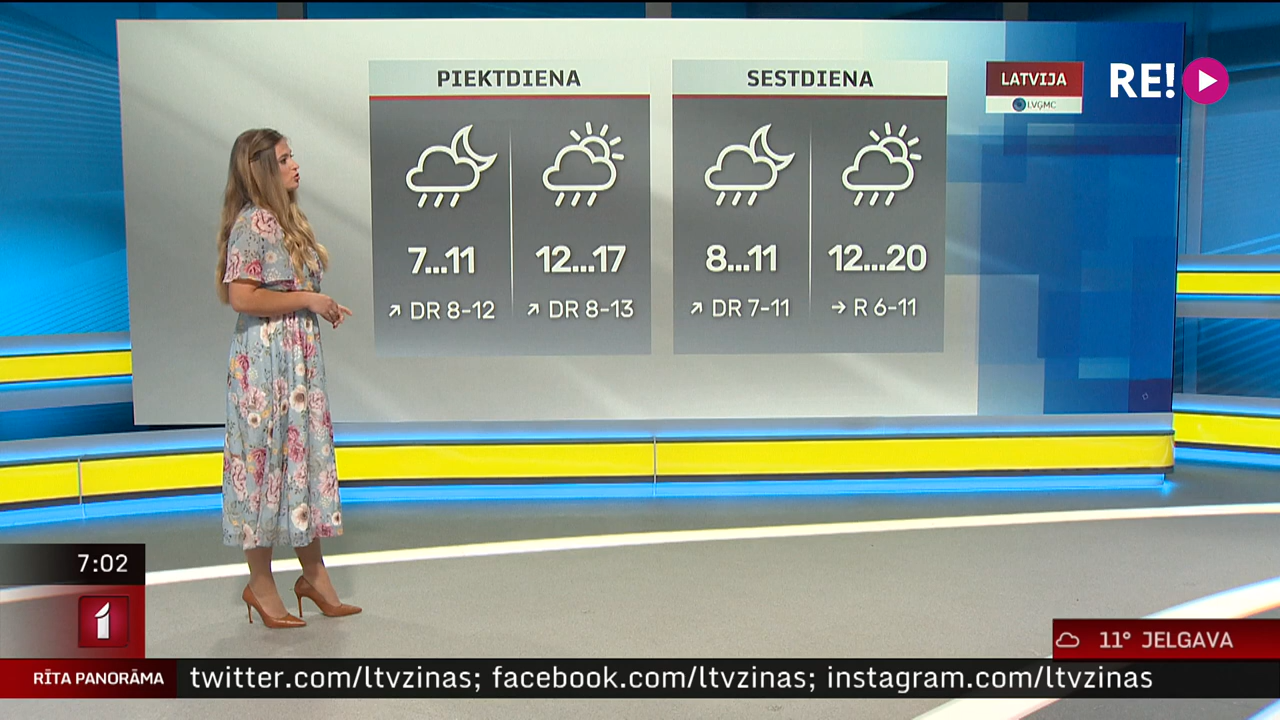 PIEKTDIENA
7...11
12...17
↗ DR 8-12
↗ DR 8-13
SESTDIENA
8...11
12...20
↗ DR 7-11
→ R 6-11
LATVIJA
LVĢMC
RE!
7:02
1
11° JELGAVA
RĪTA PANORĀMA
twitter.com/ltvzinas; facebook.com/ltvzinas; instagram.com/ltvzinas